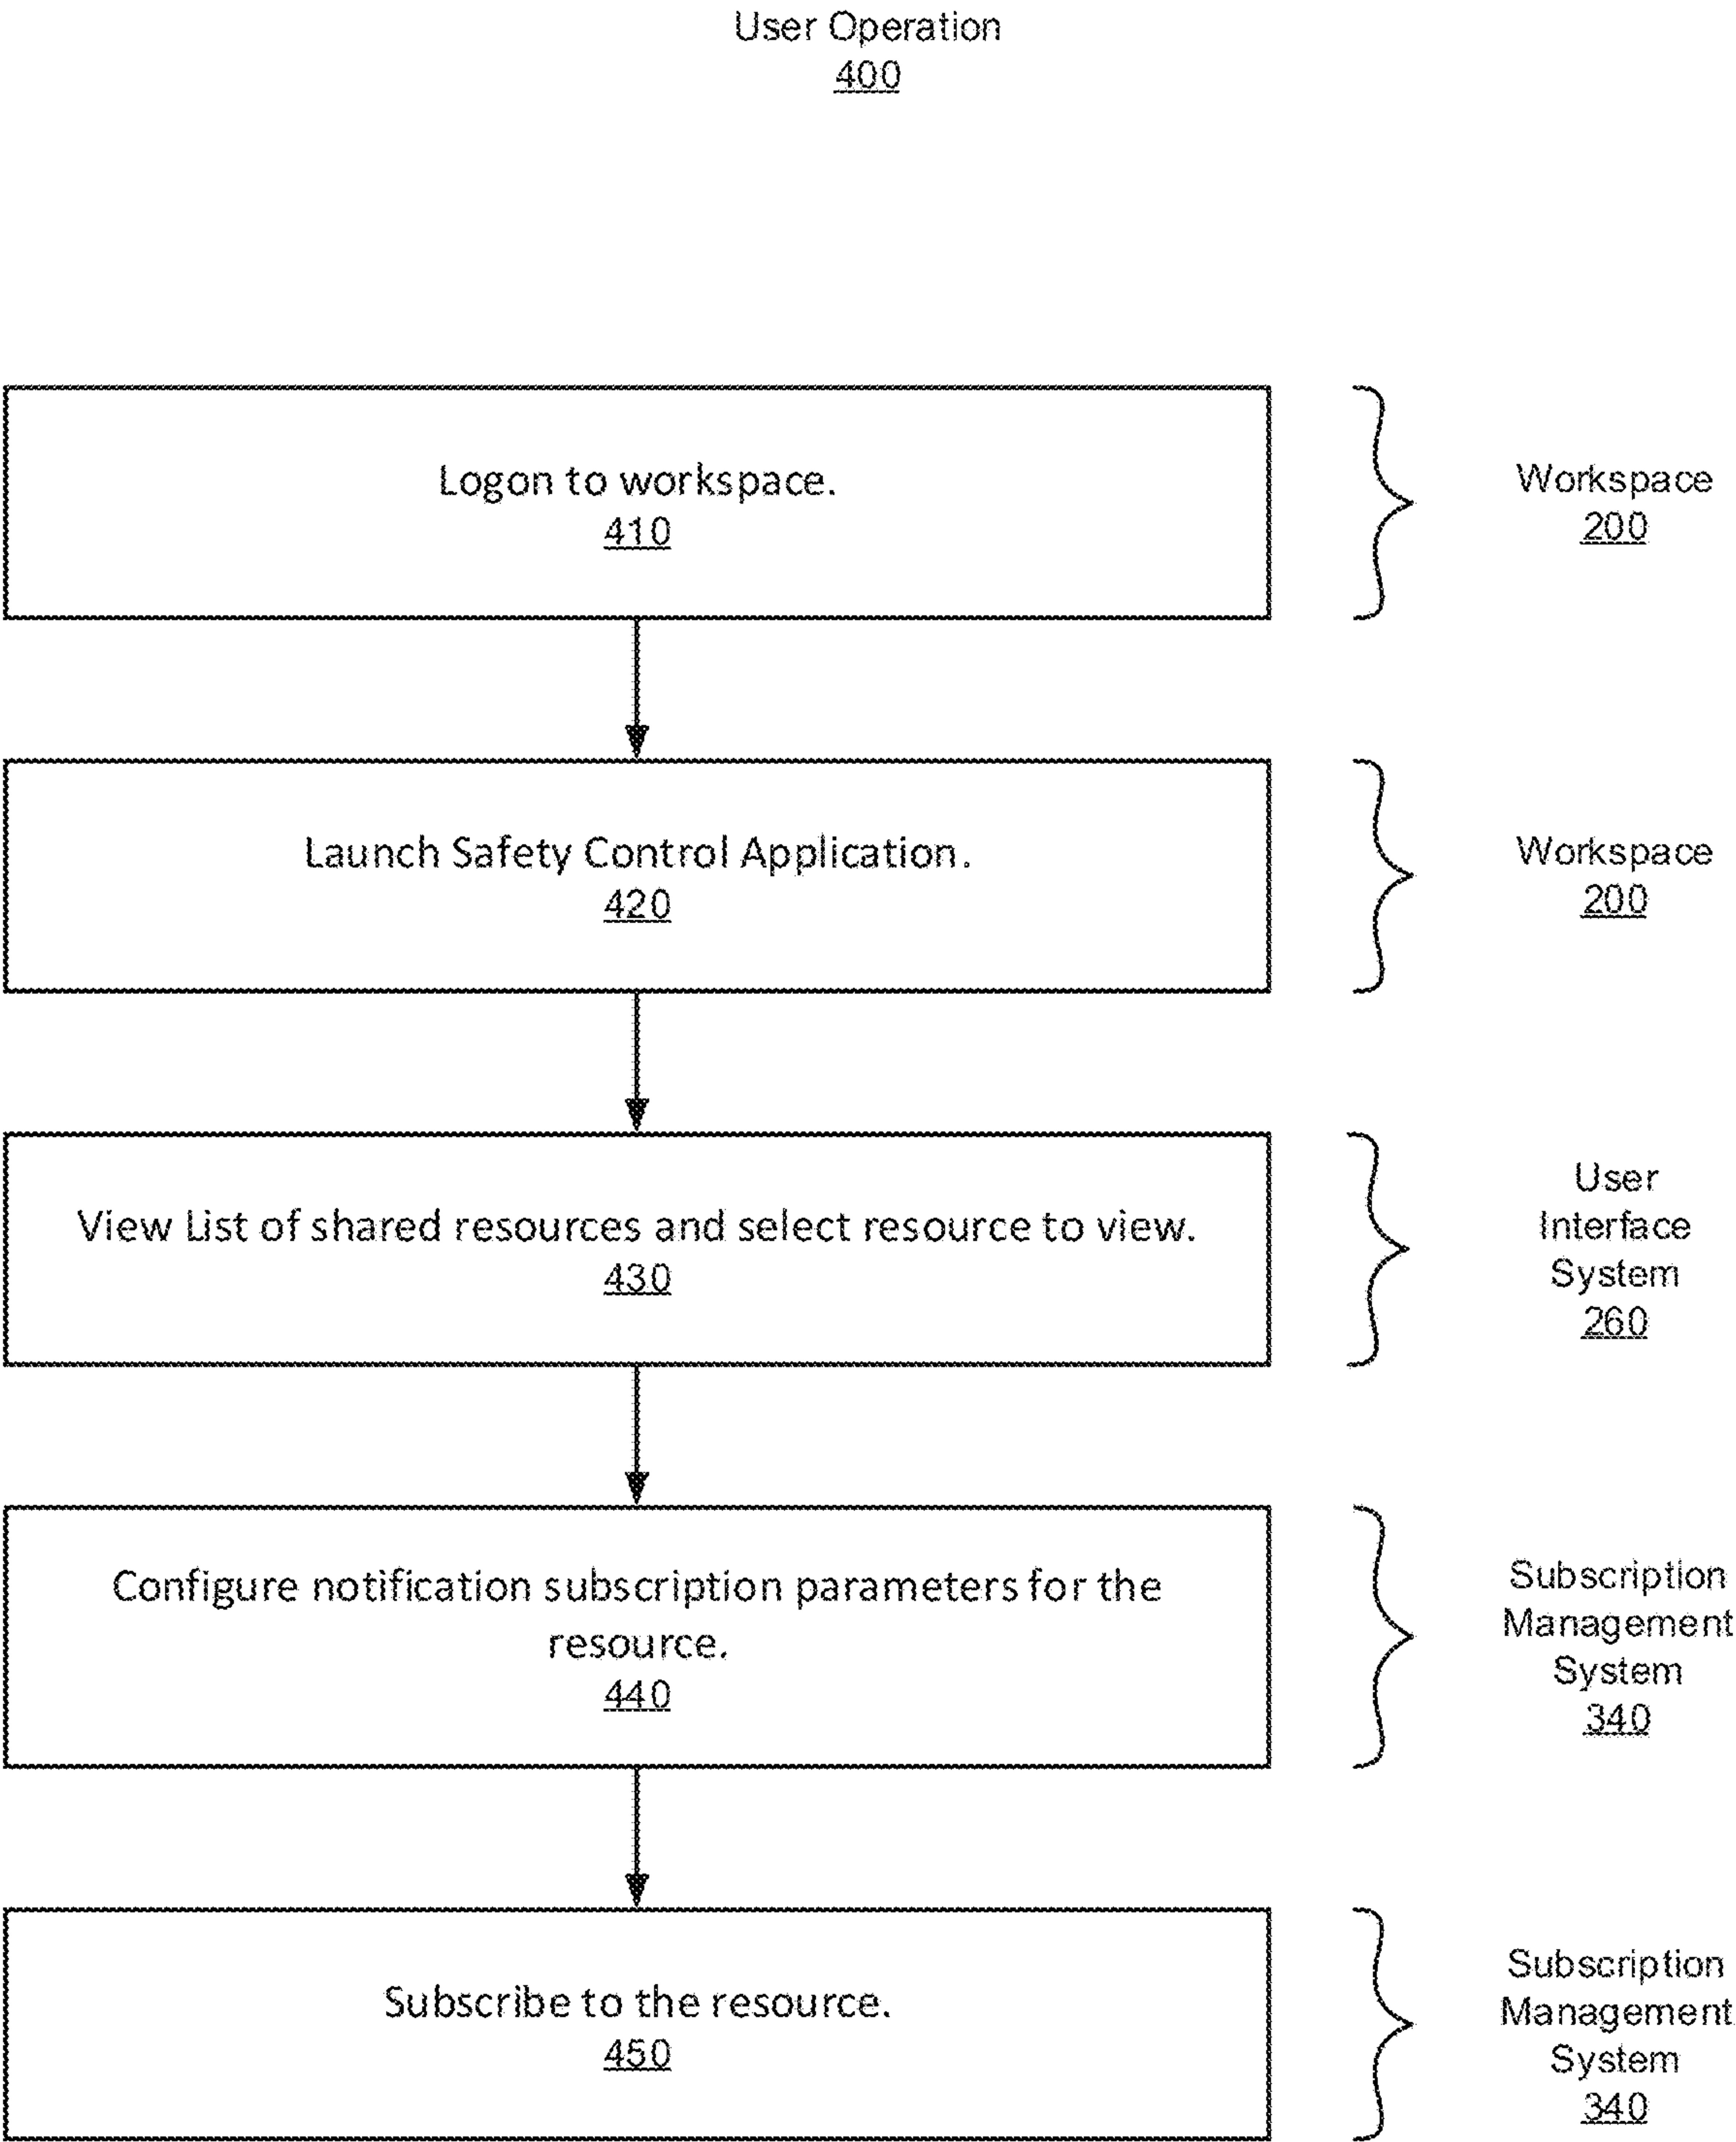 User Operation
400
Logon to workspace.
410
Workspace
200
Launch Safety Control Application.
420
Workspace
200
View List of shared resources and select resource to view.
430
User
Interface
System
260
Configure notification subscription parameters for the
resource.
440
Subscription
Management
System
340
Subscribe to the resource.
450
Subscription
Management
System
340